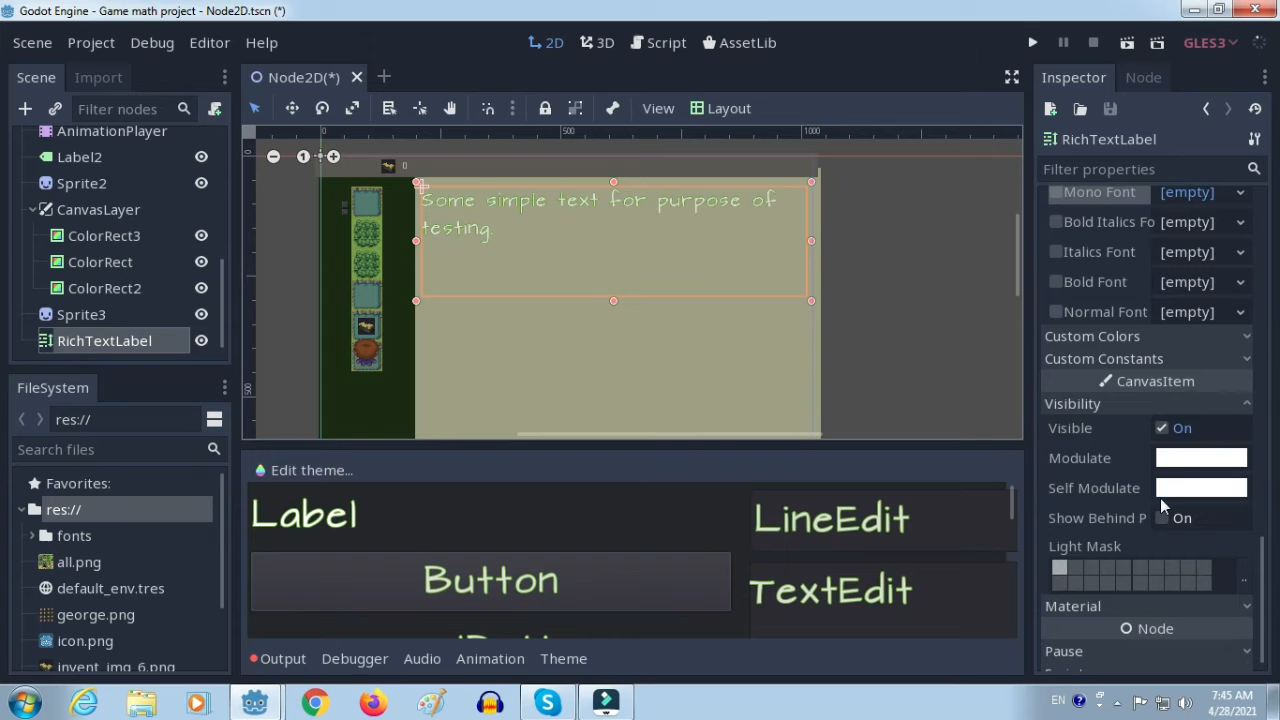 Godot Engine - Game math project - Node2D.tscn (*)
Scene Project Debug Editor Help
2D 3D Script AssetLib
GLES3
Scene Import
Node2D(*)
Inspector Node
Filter nodes
View Layout
AnimationPlayer
Label2
Sprite2
CanvasLayer
ColorRect3
ColorRect
ColorRect2
Sprite3
RichTextLabel
0 500 1000
1
0
500
Some simple text for purpose of
testing.
RichTextLabel
Filter properties
Mono Font [empty]
Bold Italics Fo [empty]
Italics Font [empty]
Bold Font [empty]
Normal Font [empty]
Custom Colors
Custom Constants
CanvasItem
Visibility
Visible On
Modulate
Self Modulate
Show Behind P On
Light Mask
..
Material
Node
Pause
FileSystem
res://
Search files
Favorites:
res://
fonts
all.png
default_env.tres
george.png
icon.png
invent_img_6.png
Edit theme...
Label
Button
LineEdit
TextEdit
Output Debugger Audio Animation Theme
EN
7:45 AM
4/28/2021